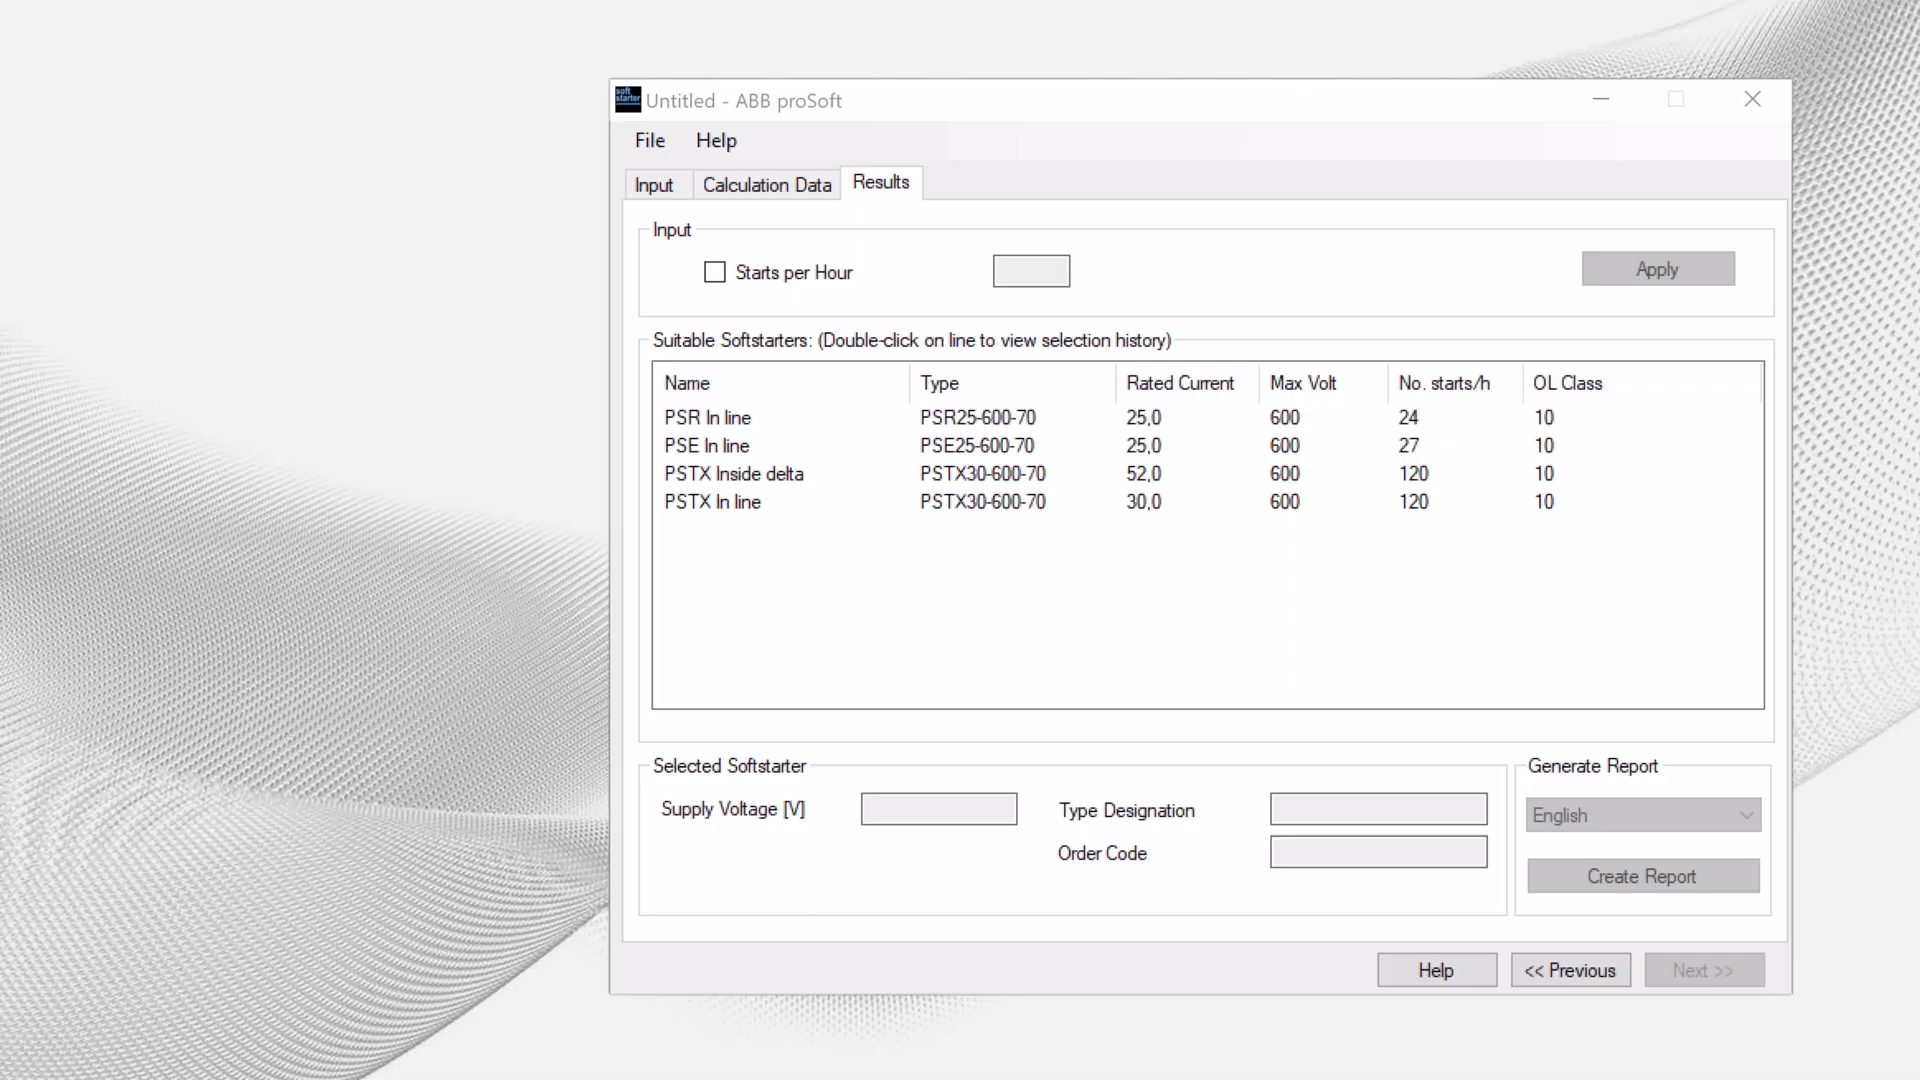 soft starter
Untitled - ABB proSoft
File Help
Input Calculation Data Results
Input
Starts per Hour
Apply
Suitable Softstarters: (Double-click on line to view selection history)
Name Type Rated Current Max Volt No. starts/h OL Class
PSR In line PSR25-600-70 25,0 600 24 10
PSE In line PSE25-600-70 25,0 600 27 10
PSTX Inside delta PSTX30-600-70 52,0 600 120 10
PSTX In line PSTX30-600-70 30,0 600 120 10
Selected Softstarter
Generate Report
Supply Voltage [V] Type Designation
English
Order Code
Create Report
Help << Previous Next >>